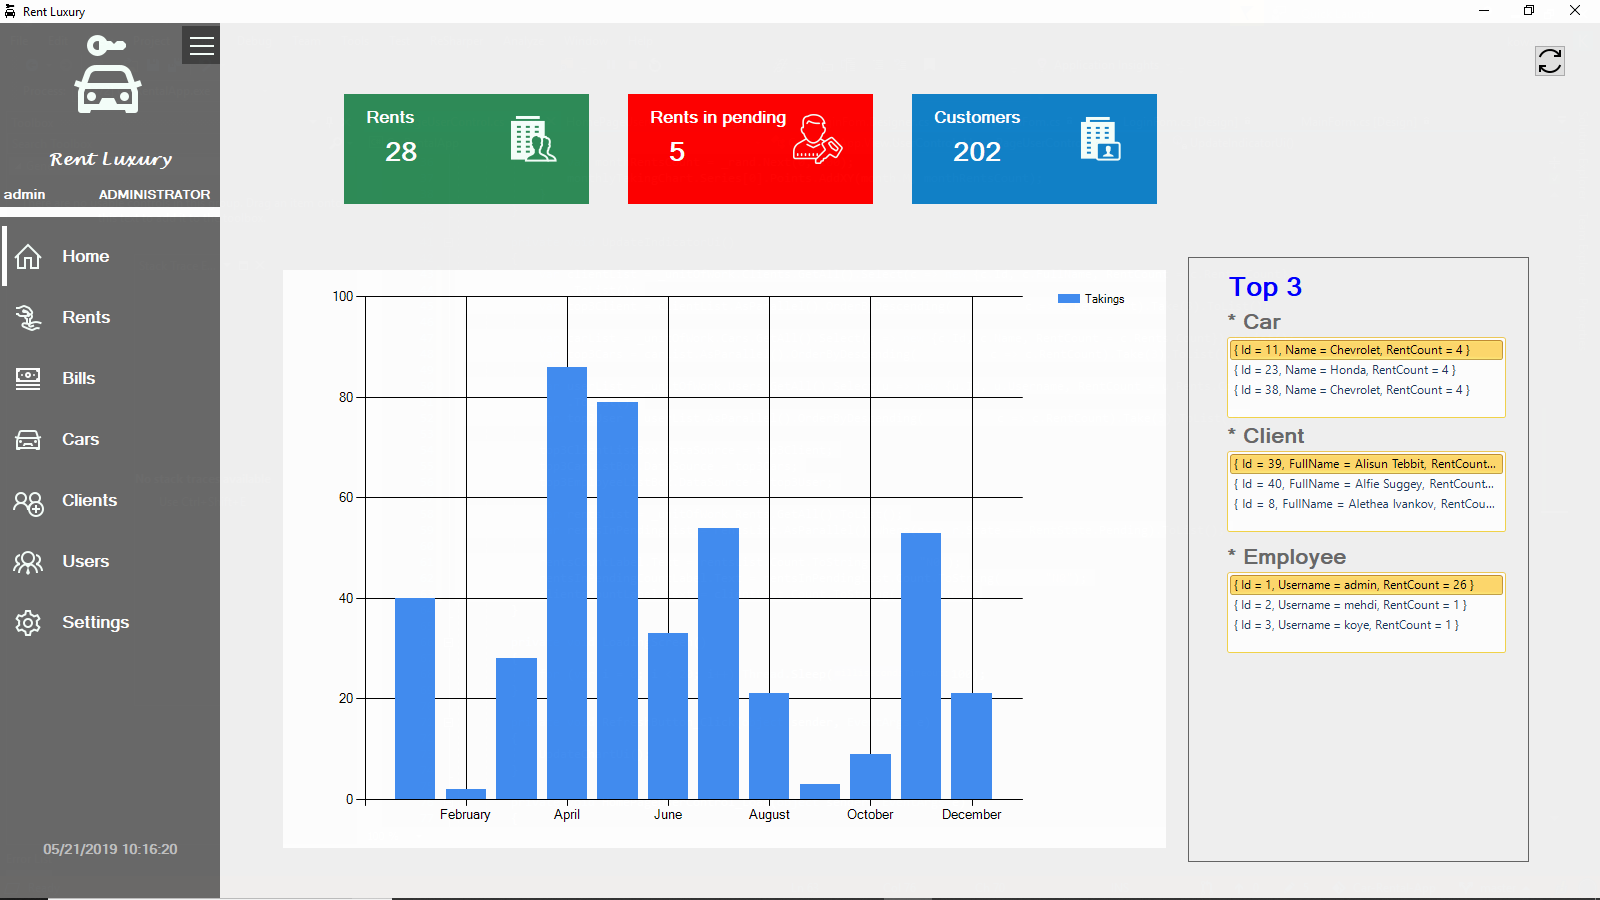 Rent Luxury
Rent Luxury
admin ADMINISTRATOR
Home
Rents
Bills
Cars
Clients
Users
Settings
05/21/2019 10:16:20
Rents
28
Rents in pending
5
Customers
202
100
80
60
40
20
0
February April June August October December
Takings
Top 3
* Car
{ Id = 11, Name = Chevrolet, RentCount = 4 }
{ Id = 23, Name = Honda, RentCount = 4 }
{ Id = 38, Name = Chevrolet, RentCount = 4 }
* Client
{ Id = 39, FullName = Alisun Tebbit, RentCount...
{ Id = 40, FullName = Alfie Suggey, RentCount...
{ Id = 8, FullName = Alethea Ivankov, RentCou...
* Employee
{ Id = 1, Username = admin, RentCount = 26 }
{ Id = 2, Username = mehdi, RentCount = 1 }
{ Id = 3, Username = koye, RentCount = 1 }